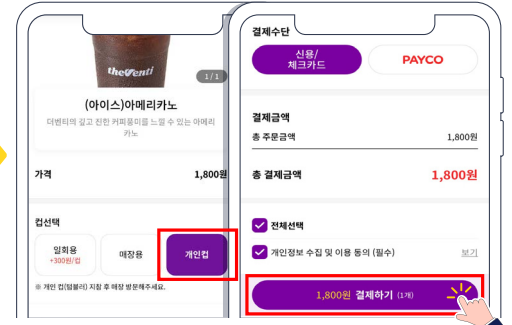 theVenti
1/1
(아이스)아메리카노
더벤티의 깊고 진한 커피풍미를 느낄 수 있는 아메리
카노
가격 1,800원
컵선택
일회용
+300원/컵
매장용
개인컵
※ 개인 컵(텀블러) 지참 후 매장 방문해주세요.
결제수단
신용/
체크카드
PAYCO
결제금액
총 주문금액 1,800원
총 결제금액 1,800원
전체선택
개인정보 수집 및 이용 동의 (필수) 보기
1,800원 결제하기 (1개)